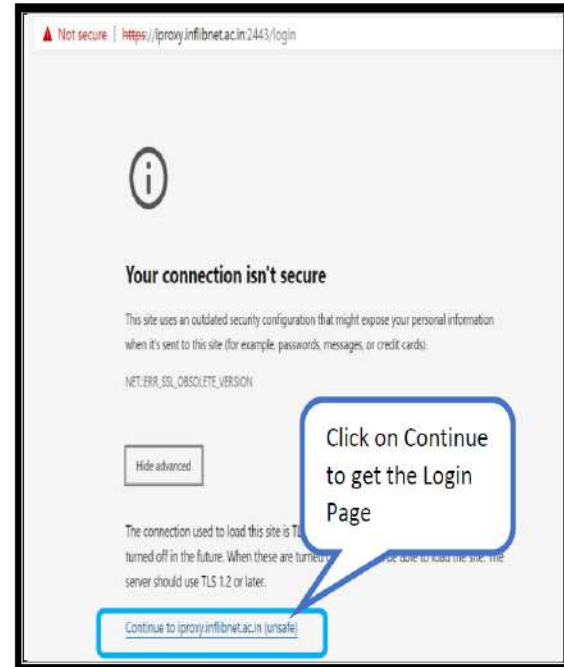 Not secure | https://iproxy.inflibnet.ac.in:2443/login
Your connection isn't secure
This site uses an outdated security configuration that might expose your personal information
when it's sent to this site (for example, passwords, messages, or credit cards).
NET::ERR_SSL_OBSOLETE_VERSION
Hide advanced
Click on Continue
to get the Login
Page
The connection used to load this site is
turned off in the future. When these are turned be able to load the site. The
server should use TLS 1.2 or later.
Continue to iproxy.inflibnet.ac.in (unsafe)